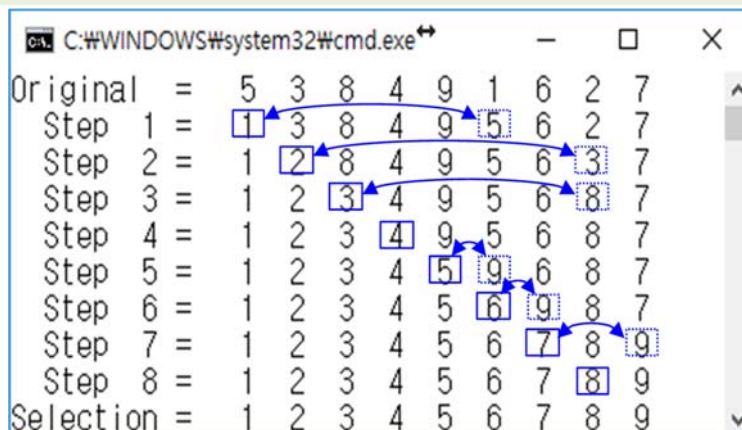 C:₩WINDOWS₩system32₩cmd.exe
Original = 5 3 8 4 9 1 6 2 7
Step 1 = 1 3 8 4 9 5 6 2 7
Step 2 = 1 2 8 4 9 5 6 3 7
Step 3 = 1 2 3 4 9 5 6 8 7
Step 4 = 1 2 3 4 9 5 6 8 7
Step 5 = 1 2 3 4 5 9 6 8 7
Step 6 = 1 2 3 4 5 6 9 8 7
Step 7 = 1 2 3 4 5 6 7 8 9
Step 8 = 1 2 3 4 5 6 7 8 9
Selection = 1 2 3 4 5 6 7 8 9